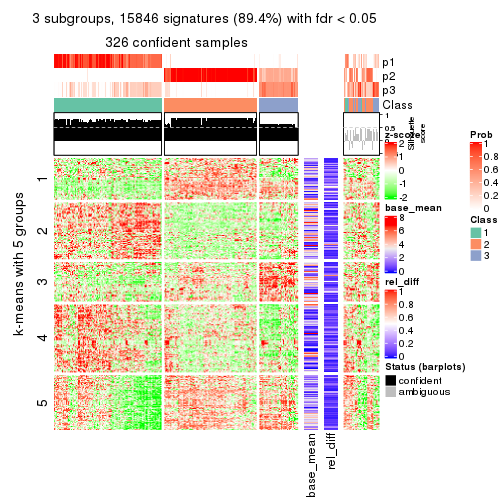 3 subgroups, 15846 signatures (89.4%) with fdr < 0.05
326 confident samples
p1
p2
p3
Class
1
0.5
0
Silhouette
score
k-means with 5 groups
1
2
3
4
5
base_mean
rel_diff
z-score
2
1
0
-1
-2
base_mean
8
6
4
2
0
rel_diff
1
0.8
0.6
0.4
0.2
0
Status (barplots)
confident
ambiguous
Prob
1
0.8
0.6
0.4
0.2
0
Class
1
2
3